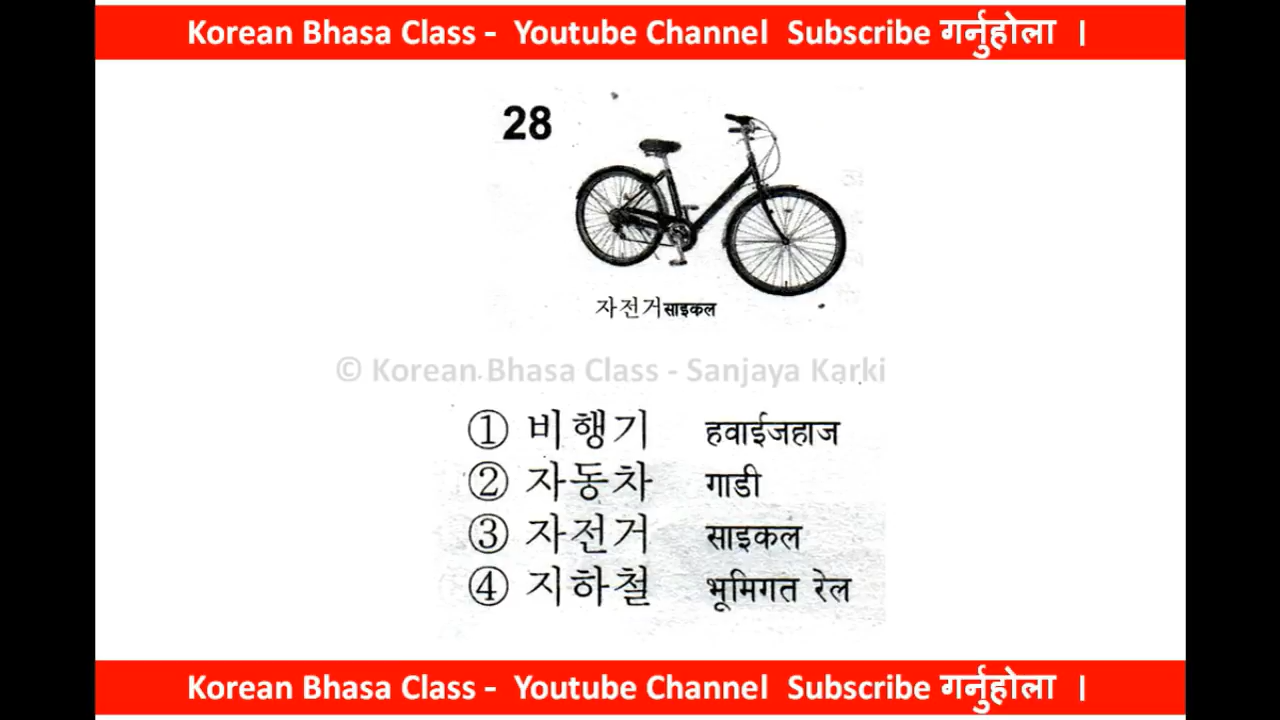 Korean Bhasa Class - Youtube Channel Subscribe गर्नुहोला ।
28
자전거साइकल
© Korean Bhasa Class - Sanjaya Karki
① 비행기 हवाईजहाज
② 자동차 गाडी
③ 자전거 साइकल
④ 지하철 भूमिगत रेल
Korean Bhasa Class - Youtube Channel Subscribe गर्नुहोला ।